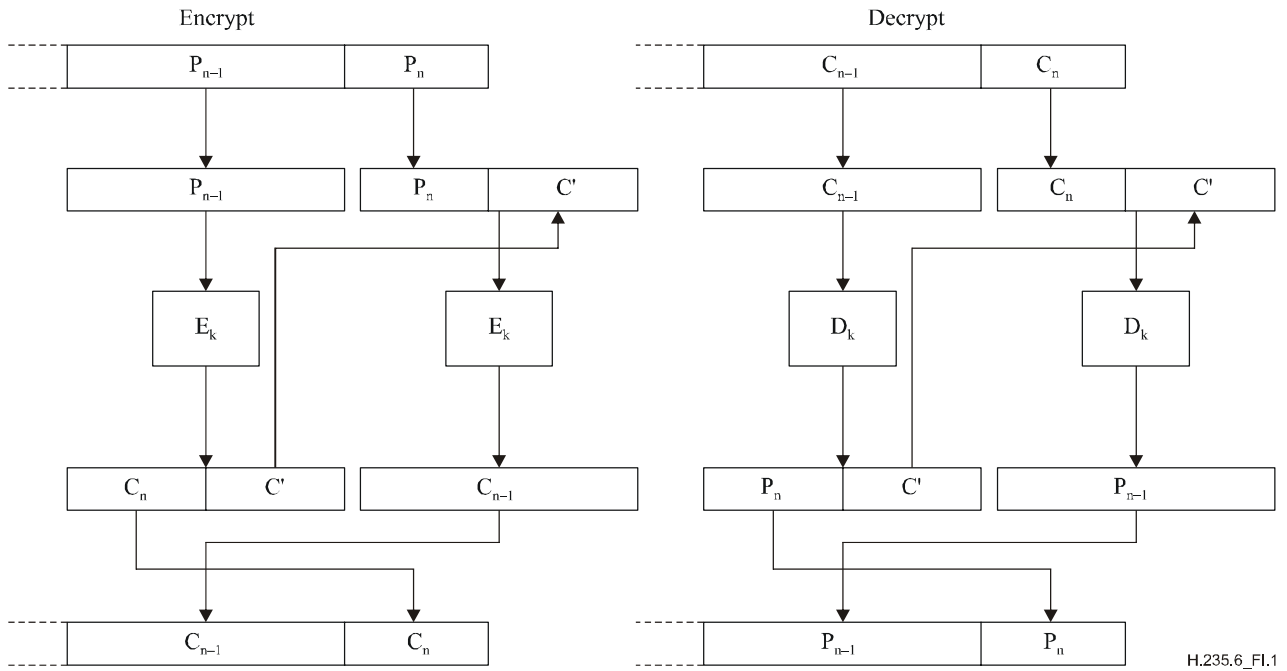 Encrypt
Decrypt
Pₙ₋₁ Pₙ
Cₙ₋₁ Cₙ
Pₙ₋₁ Pₙ C'
Cₙ₋₁ Cₙ C'
Eₖ Eₖ
Dₖ Dₖ
Cₙ C' Cₙ₋₁
Pₙ C' Pₙ₋₁
Cₙ₋₁ Cₙ
Pₙ₋₁ Pₙ
H.235.6_FI.1